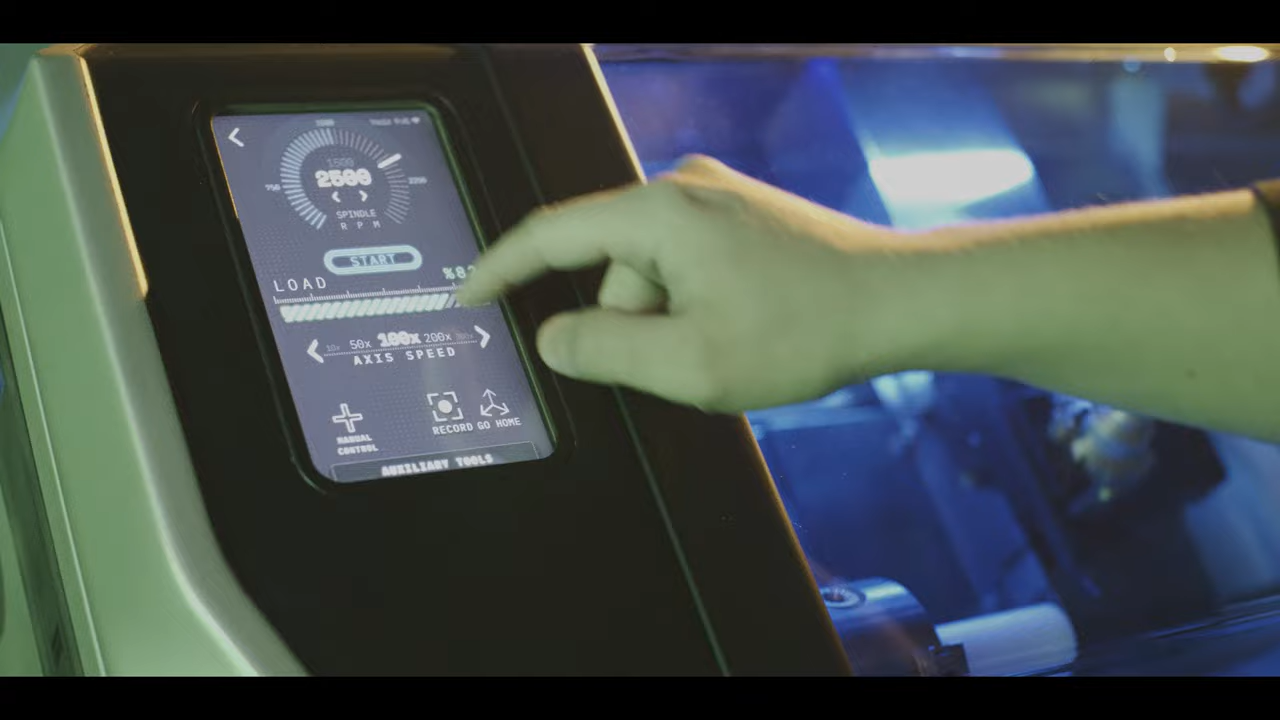 1500
750
2250
2500
SPINDLE
RPM
START
LOAD
%82
10x 50x 100x 200x
AXIS SPEED
MANUAL
CONTROL
RECORD
GO HOME
AUXILIARY TOOLS